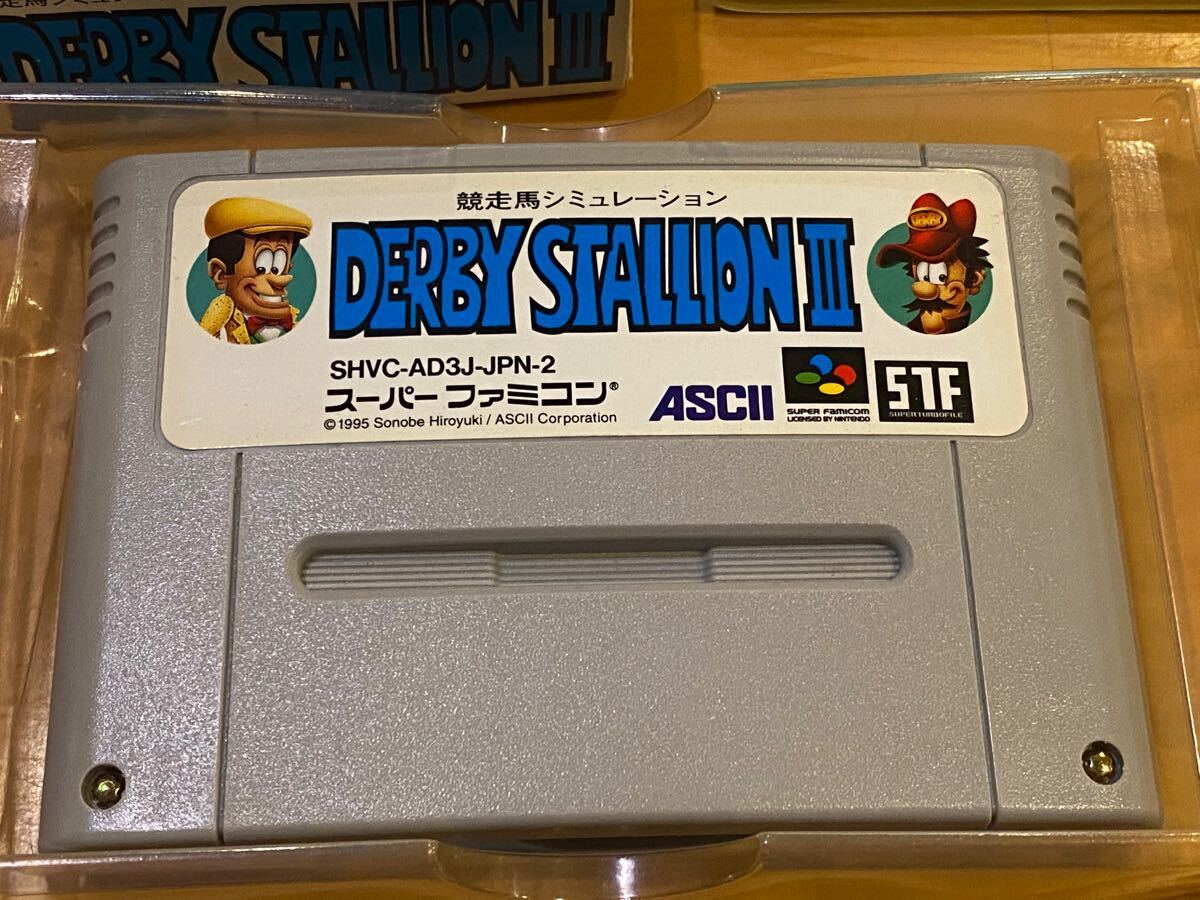 走馬シミュ
DERBY STALLION III
競走馬シミュレーション
DERBY STALLION III
DERBY
SHVC-AD3J-JPN-2
スーパーファミコン®
©1995 Sonobe Hiroyuki / ASCII Corporation
ASCII
SUPER FAMICOM
LICENSED BY NINTENDO
STF
SUPERTURBOFILE